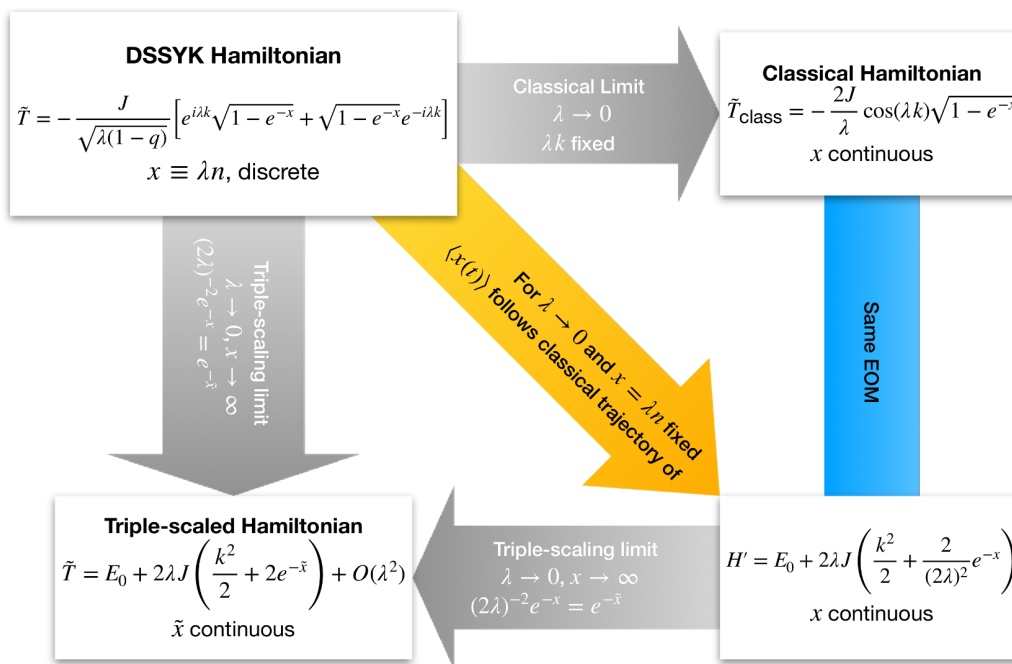 DSSYK Hamiltonian
T̃ = − J / √(λ(1 − q)) [e^{iλk} √(1 − e^{−x}) + √(1 − e^{−x}) e^{−iλk}]
x ≡ λn, discrete
Classical Limit
λ → 0
λk fixed
Classical Hamiltonian
T̃_class = − 2J/λ cos(λk) √(1 − e^{−x}
x continuous
Triple-scaling limit
λ → 0, x → ∞
(2λ)^{−2} e^{−x} = e^{−x̃}
For λ → 0 and x = λn fixed
⟨x(t)⟩ follows classical trajectory of
Same EOM
Triple-scaled Hamiltonian
T̃ = E₀ + 2λJ (k²/2 + 2e^{−x̃}) + O(λ²)
x̃ continuous
Triple-scaling limit
λ → 0, x → ∞
(2λ)^{−2} e^{−x} = e^{−x̃}
H′ = E₀ + 2λJ (k²/2 + 2/(2λ)² e^{−x})
x continuous